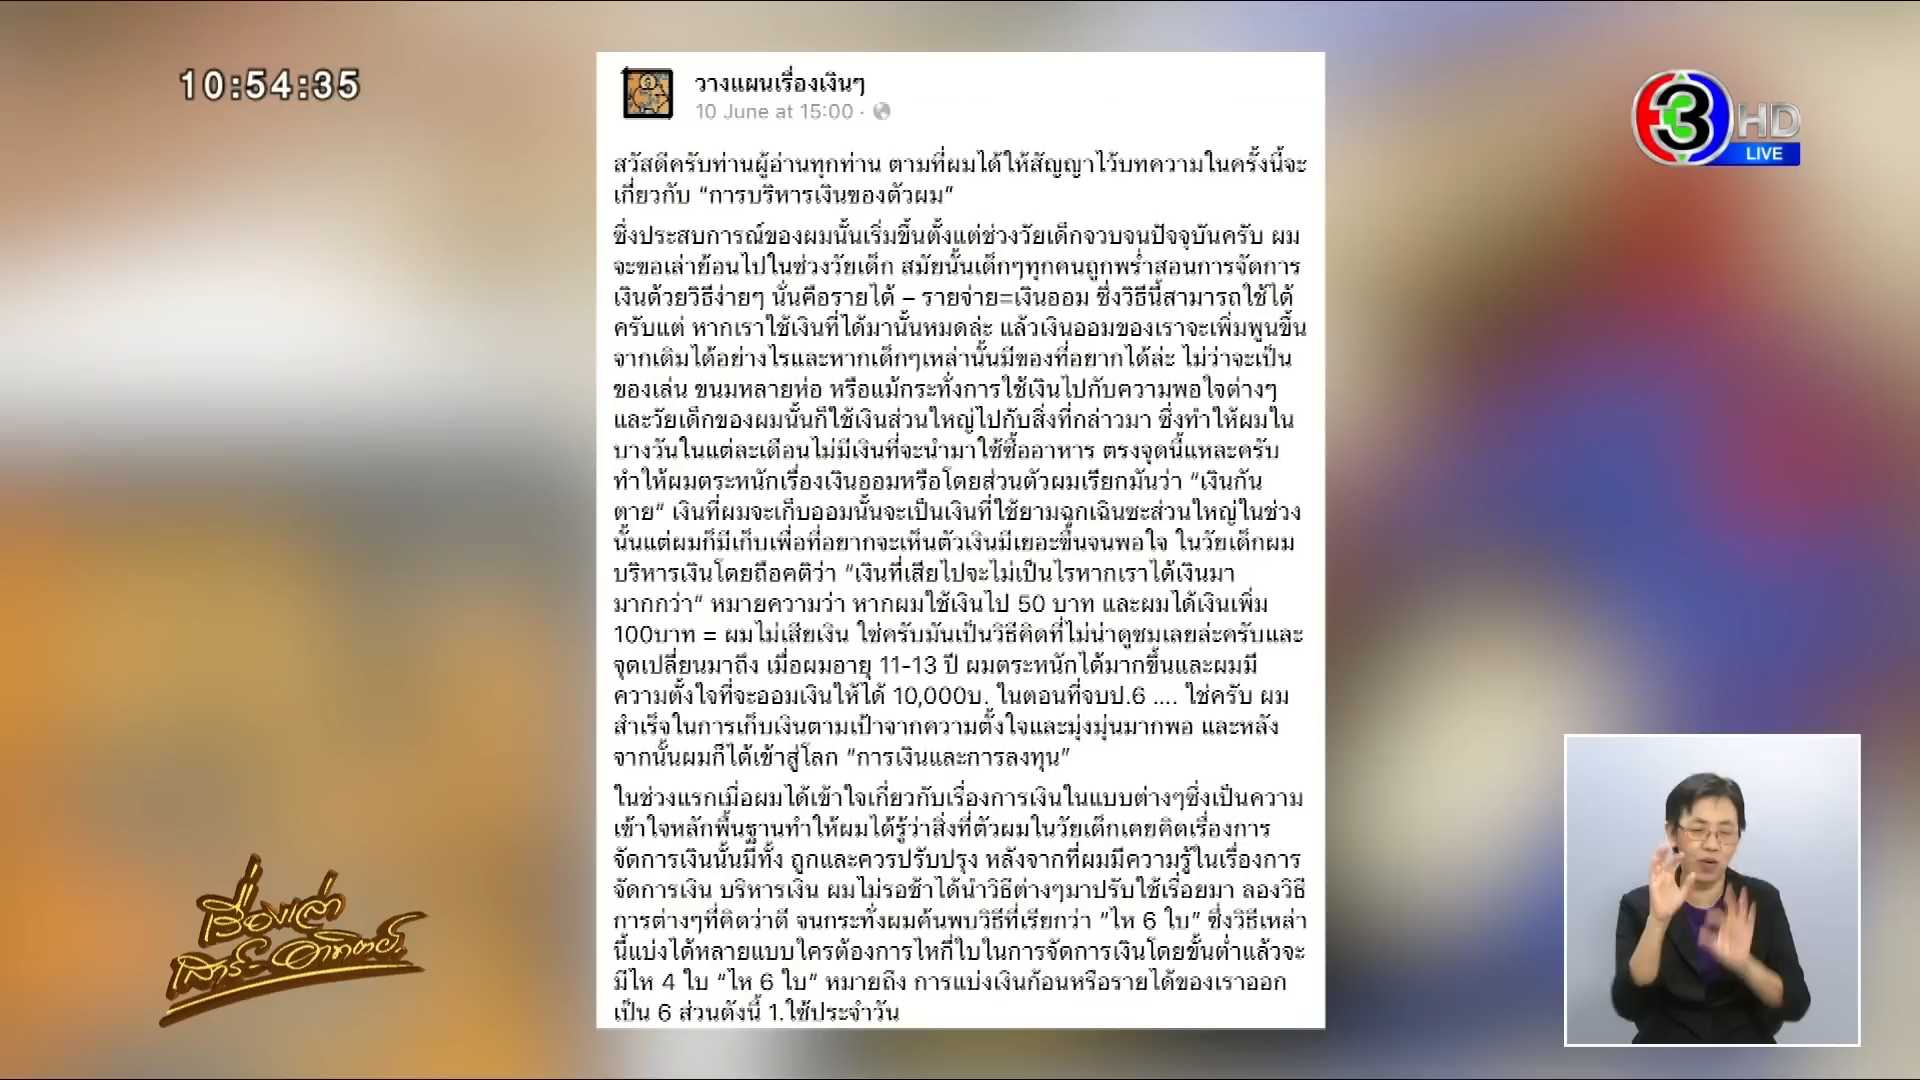 10:54:35
วางแผนเรื่องเงินๆ
10 June at 15:00 ·
3 HD
LIVE
สวัสดีครับท่านผู้อ่านทุกท่าน ตามที่ผมได้ให้สัญญาไว้บทความในครั้งนี้จะ
เกี่ยวกับ “การบริหารเงินของตัวผม”
ซึ่งประสบการณ์ของผมนั้นเริ่มขึ้นตั้งแต่ช่วงวัยเด็กจวบจนปัจจุบันครับ ผม
จะขอเล่าย้อนไปในช่วงวัยเด็ก สมัยนั้นเด็กๆทุกคนถูกพร่ำสอนการจัดการ
เงินด้วยวิธีง่ายๆ นั่นคือรายได้ – รายจ่าย=เงินออม ซึ่งวิธีนี้สามารถใช้ได้
ครับแต่ หากเราใช้เงินที่ได้มานั้นหมดล่ะ แล้วเงินออมของเราจะเพิ่มพูนขึ้น
จากเดิมได้อย่างไรและหากเด็กๆเหล่านั้นมีของที่อยากได้ล่ะ ไม่ว่าจะเป็น
ของเล่น ขนมหลายห่อ หรือแม้กระทั่งการใช้เงินไปกับความพอใจต่างๆ
และวัยเด็กของผมนั้นก็ใช้เงินส่วนใหญ่ไปกับสิ่งที่กล่าวมา ซึ่งทำให้ผมใน
บางวันในแต่ละเดือนไม่มีเงินที่จะนำมาใช้ซื้ออาหาร ตรงจุดนี้แหละครับ
ทำให้ผมตระหนักเรื่องเงินออมหรือโดยส่วนตัวผมเรียกมันว่า “เงินกัน
ตาย” เงินที่ผมจะเก็บออมนั้นจะเป็นเงินที่ใช้ยามฉุกเฉินซะส่วนใหญ่ในช่วง
นั้นแต่ผมก็มีเก็บเพื่อที่อยากจะเห็นตัวเงินมีเยอะขึ้นจนพอใจ ในวัยเด็กผม
บริหารเงินโดยถือคติว่า “เงินที่เสียไปจะไม่เป็นไรหากเราได้เงินมา
มากกว่า” หมายความว่า หากผมใช้เงินไป 50 บาท และผมได้เงินเพิ่ม
100บาท = ผมไม่เสียเงิน ใช่ครับมันเป็นวิธีคิดที่ไม่น่าดูชมเลยล่ะครับและ
จุดเปลี่ยนมาถึง เมื่อผมอายุ 11-13 ปี ผมตระหนักได้มากขึ้นและผมมี
ความตั้งใจที่จะออมเงินให้ได้ 10,000บ. ในตอนที่จบป.6 .... ใช่ครับ ผม
สำเร็จในการเก็บเงินตามเป้าจากความตั้งใจและมุ่งมุ่นมากพอ และหลัง
จากนั้นผมก็ได้เข้าสู่โลก “การเงินและการลงทุน”
ในช่วงแรกเมื่อผมได้เข้าใจเกี่ยวกับเรื่องการเงินในแบบต่างๆซึ่งเป็นความ
เข้าใจหลักพื้นฐานทำให้ผมได้รู้ว่าสิ่งที่ตัวผมในวัยเด็กเคยคิดเรื่องการ
จัดการเงินนั้นมีทั้ง ถูกและควรปรับปรุง หลังจากที่ผมมีความรู้ในเรื่องการ
จัดการเงิน บริหารเงิน ผมไม่รอช้าได้นำวิธีต่างๆมาปรับใช้เรื่อยมา ลองวิธี
การต่างๆที่คิดว่าดี จนกระทั่งผมค้นพบวิธีที่เรียกว่า “ไห 6 ใบ” ซึ่งวิธีเหล่า
นี้แบ่งได้หลายแบบใครต้องการไหกี่ใบในการจัดการเงินโดยขั้นต่ำแล้วจะ
มีไห 4 ใบ “ไห 6 ใบ” หมายถึง การแบ่งเงินก้อนหรือรายได้ของเราออก
เป็น 6 ส่วนดังนี้ 1.ใช้ประจำวัน
เรื่องเล่า
เสาร์-อาทิตย์